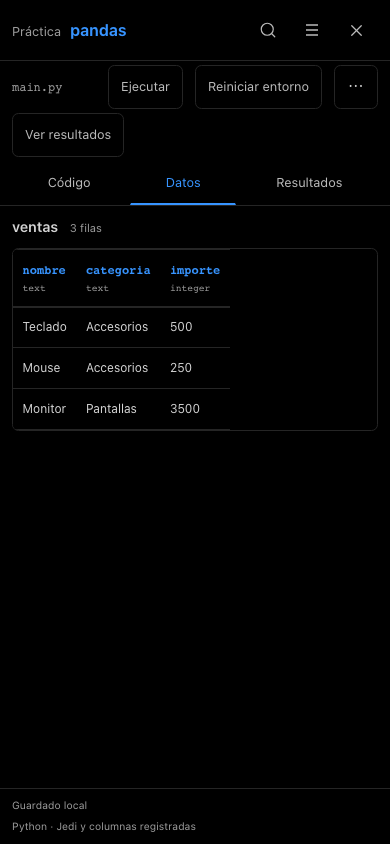 Práctica pandas
main.py Ejecutar Reiniciar entorno ...
Ver resultados
Código Datos Resultados
ventas 3 filas
nombre categoria importe
text text integer
Teclado Accesorios 500
Mouse Accesorios 250
Monitor Pantallas 3500
Guardado local
Python · Jedi y columnas registradas